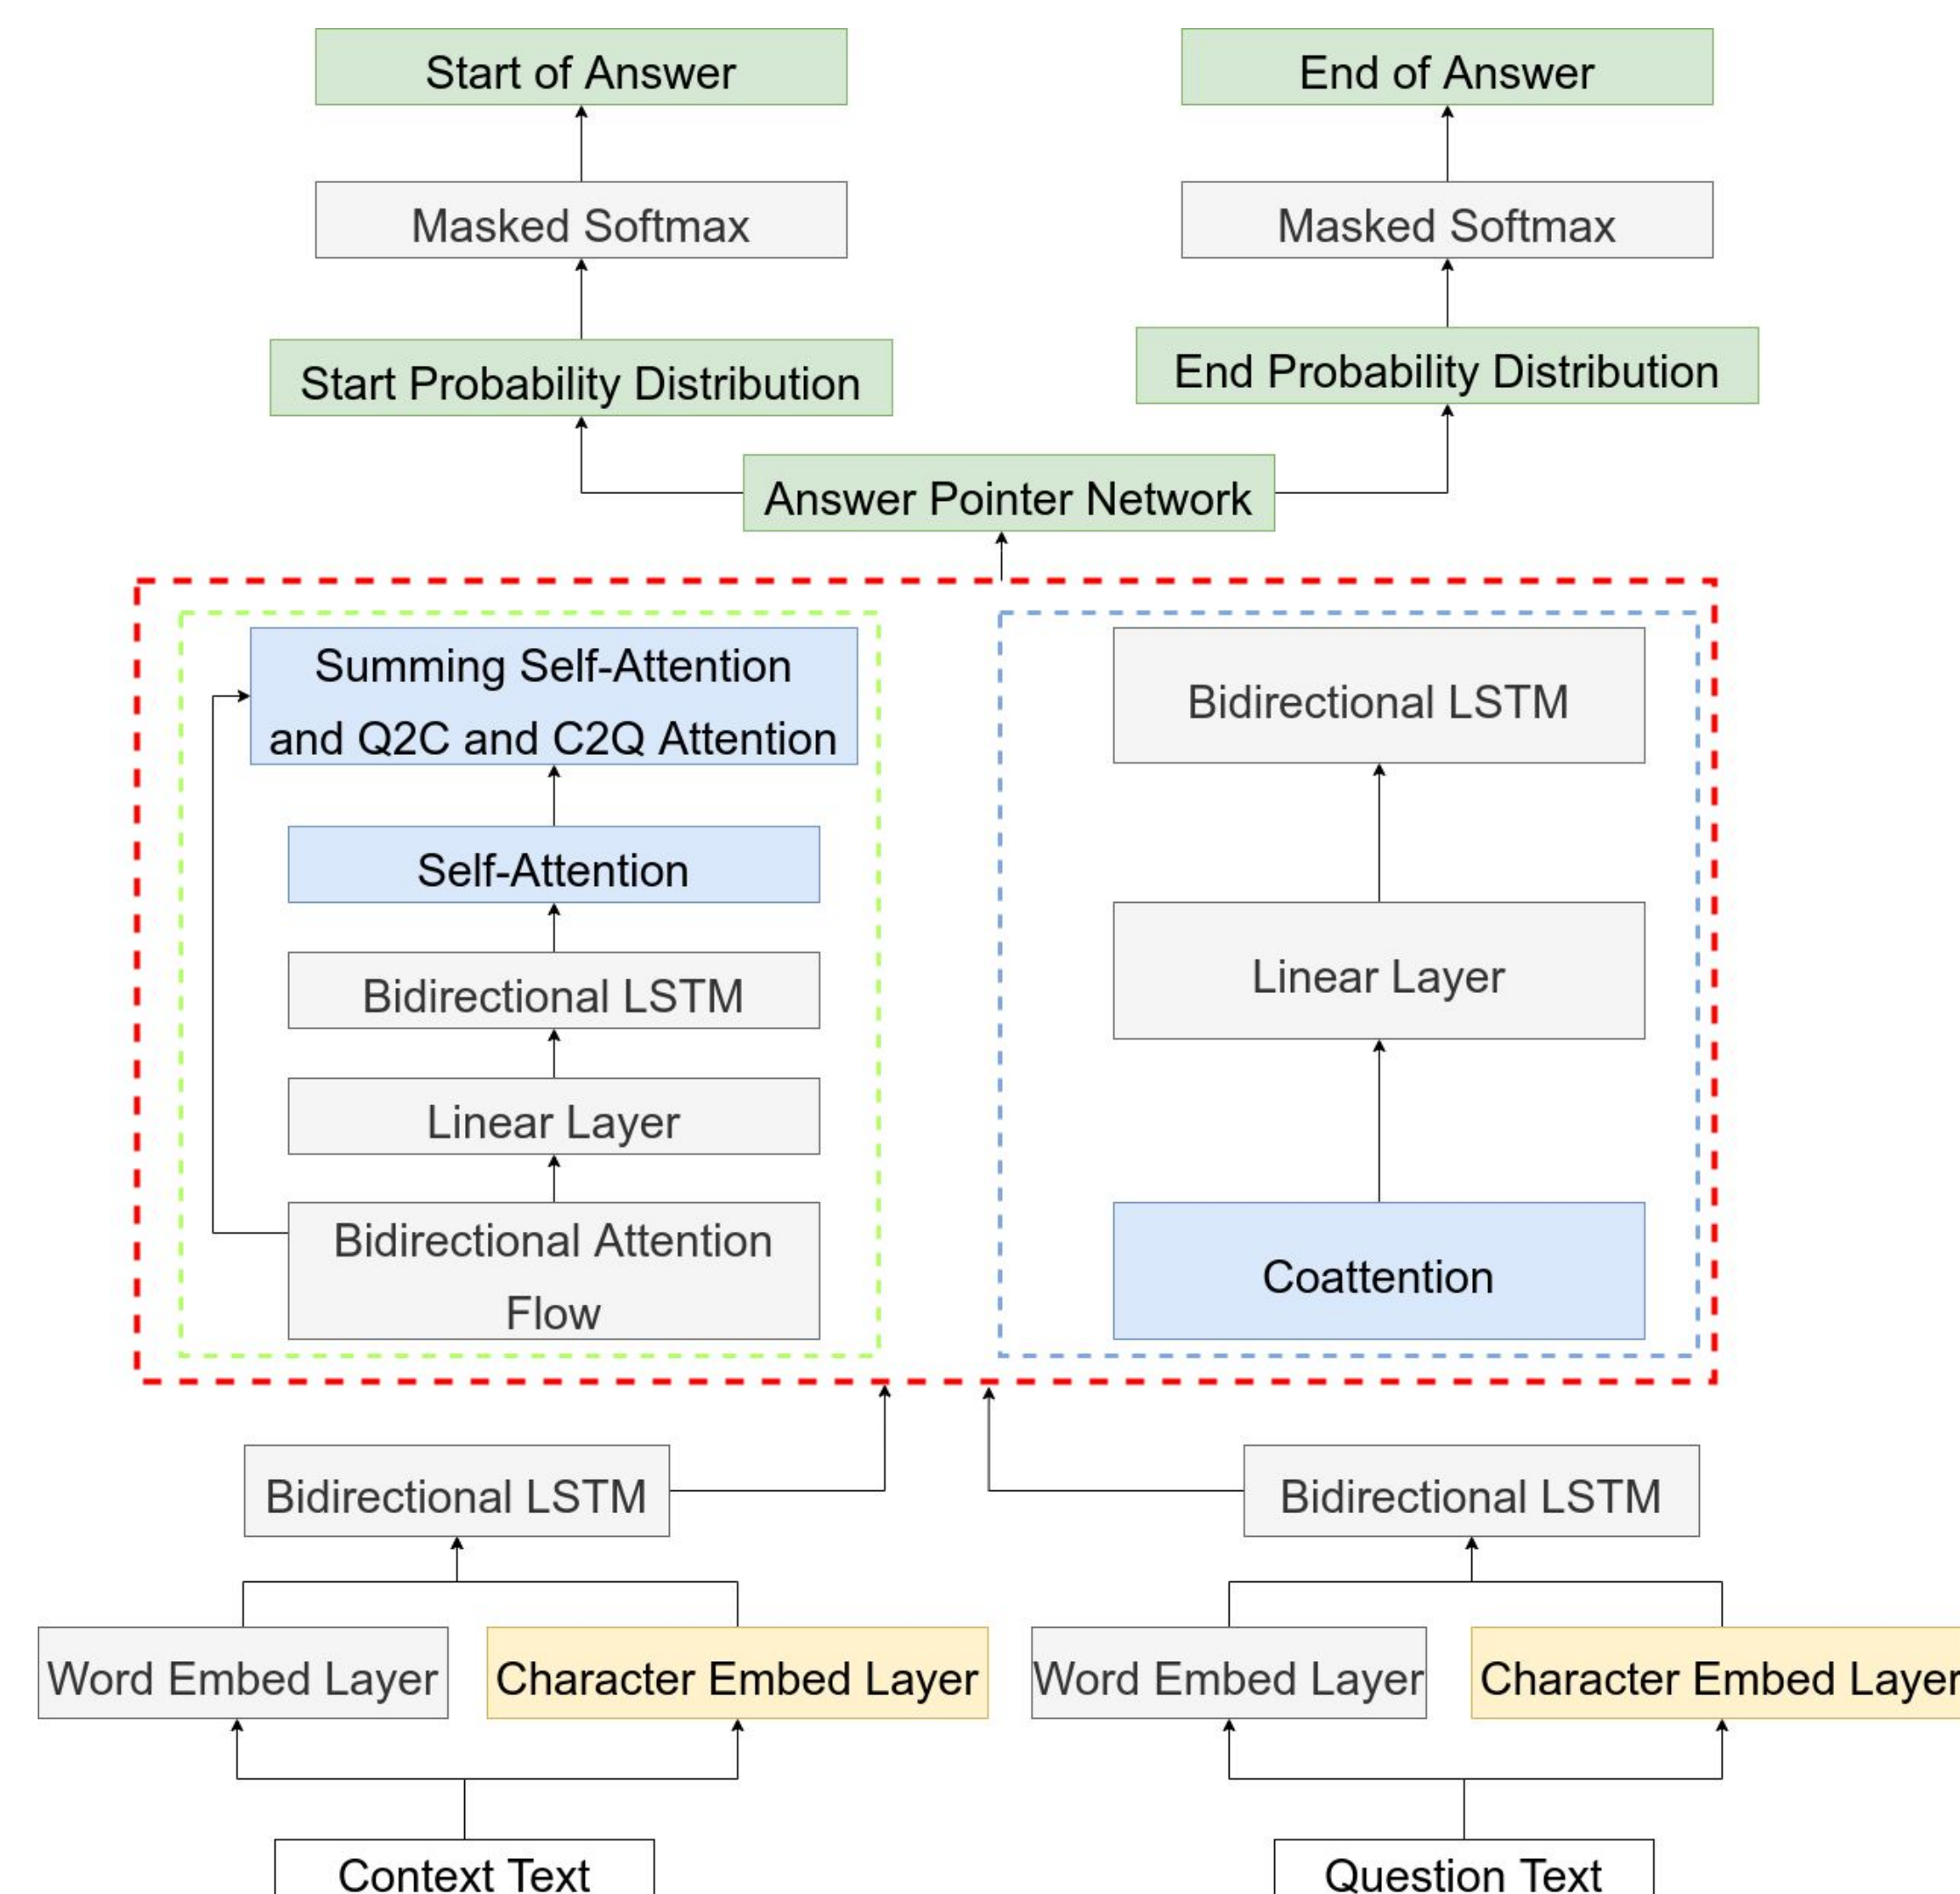 Start of Answer
End of Answer
Masked Softmax
Masked Softmax
Start Probability Distribution
End Probability Distribution
Answer Pointer Network
Summing Self-Attention
and Q2C and C2Q Attention
Self-Attention
Bidirectional LSTM
Linear Layer
Bidirectional Attention
Flow
Bidirectional LSTM
Linear Layer
Coattention
Bidirectional LSTM
Bidirectional LSTM
Word Embed Layer
Character Embed Layer
Word Embed Layer
Character Embed Layer
Context Text
Question Text